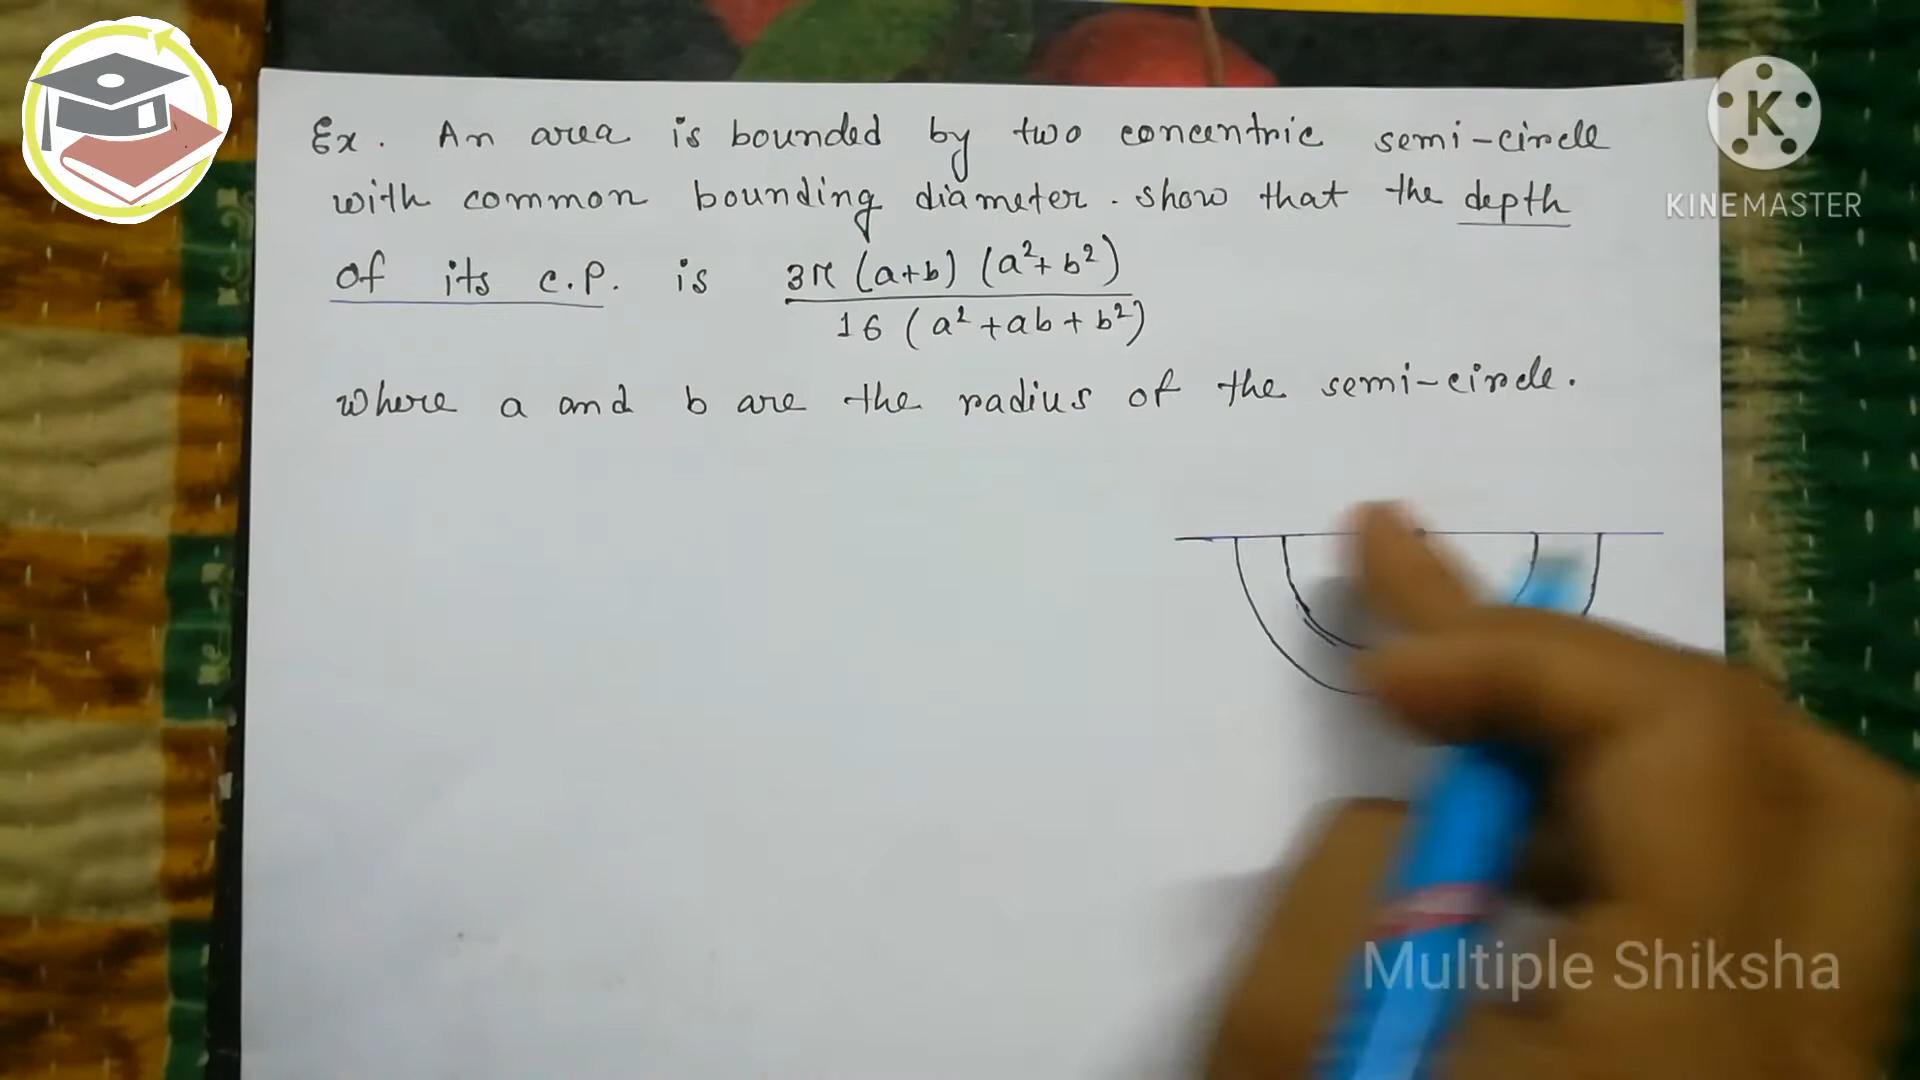 Ex. An area is bounded by two concentric semi-circle
with common bounding diameter. show that the depth
of its c.p. is 3π (a+b) (a²+b²)
16 (a²+ab+b²)
where a and b are the radius of the semi-circle.
K
KINEMASTER
Multiple Shiksha